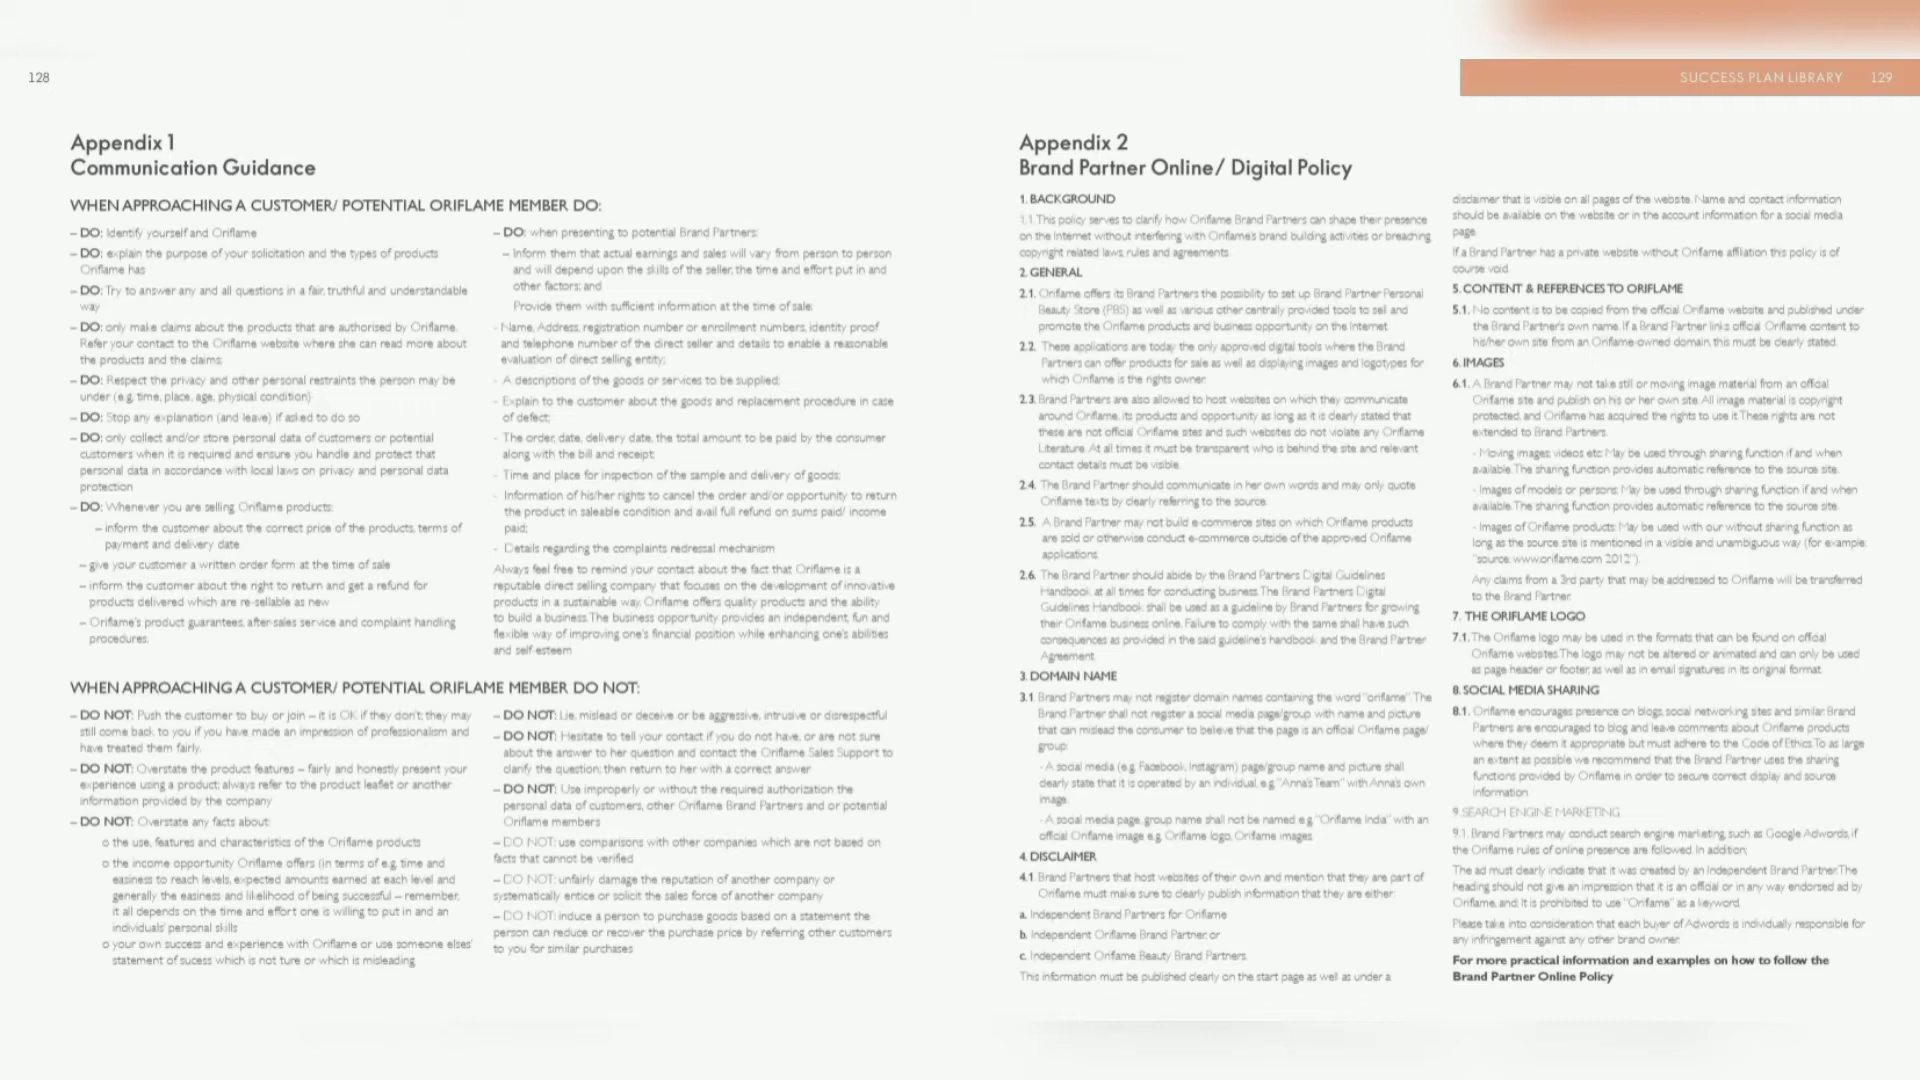 128
Appendix 1
Communication Guidance
WHEN APPROACHING A CUSTOMER/ POTENTIAL ORIFLAME MEMBER DO:
– DO: Identify yourself and Oriflame
– DO: explain the purpose of your solicitation and the types of products
Oriflame has
– DO: Try to answer any and all questions in a fair, truthful and understandable
way
– DO: only make claims about the products that are authorised by Oriflame.
Refer your contact to the Oriflame website where she can read more about
the products and the claims;
– DO: Respect the privacy and other personal restraints the person may be
under (e.g. time, place, age, physical condition)
– DO: Stop any explanation (and leave) if asked to do so
– DO: only collect and/or store personal data of customers or potential
customers when it is required and ensure you handle and protect that
personal data in accordance with local laws on privacy and personal data
protection
– DO: Whenever you are selling Oriflame products:
– inform the customer about the correct price of the products, terms of
payment and delivery date
– give your customer a written order form at the time of sale
– inform the customer about the right to return and get a refund for
products delivered which are re-sellable as new
– Oriflame's product guarantees, after-sales service and complaint handling
procedures.
– DO: when presenting to potential Brand Partners:
– Inform them that actual earnings and sales will vary from person to person
and will depend upon the skills of the seller, the time and effort put in and
other factors; and
Provide them with sufficient information at the time of sale:
- Name, Address, registration number or enrollment numbers, identity proof
and telephone number of the direct seller and details to enable a reasonable
evaluation of direct selling entity;
- A descriptions of the goods or services to be supplied;
- Explain to the customer about the goods and replacement procedure in case
of defect;
- The order, date, delivery date, the total amount to be paid by the consumer
along with the bill and receipt
- Time and place for inspection of the sample and delivery of goods;
- Information of his/her rights to cancel the order and/or opportunity to return
the product in saleable condition and avail full refund on sums paid/ income
paid;
- Details regarding the complaints redressal mechanism
Always feel free to remind your contact about the fact that Oriflame is a
reputable direct selling company that focuses on the development of innovative
products in a sustainable way. Oriflame offers quality products and the ability
to build a business. The business opportunity provides an independent, fun and
flexible way of improving one's financial position while enhancing one's abilities
and self-esteem
WHEN APPROACHING A CUSTOMER/ POTENTIAL ORIFLAME MEMBER DO NOT:
– DO NOT: Push the customer to buy or join – it is OK if they don't; they may
still come back to you if you have made an impression of professionalism and
have treated them fairly.
– DO NOT: Overstate the product features – fairly and honestly present your
experience using a product; always refer to the product leaflet or another
information provided by the company
– DO NOT: Overstate any facts about:
o the use, features and characteristics of the Oriflame products
o the income opportunity Oriflame offers (in terms of e.g. time and
easiness to reach levels, expected amounts earned at each level and
generally the easiness and likelihood of being successful – remember,
it all depends on the time and effort one is willing to put in and an
individuals' personal skills
o your own success and experience with Oriflame or use someone elses'
statement of sucess which is not ture or which is misleading
– DO NOT: Lie, mislead or deceive or be aggressive, intrusive or disrespectful
– DO NOT: Hesitate to tell your contact if you do not have, or are not sure
about the answer to her question and contact the Oriflame Sales Support to
clarify the question; then return to her with a correct answer
– DO NOT: Use improperly or without the required authorization the
personal data of customers, other Oriflame Brand Partners and or potential
Oriflame members
– DO NOT: use comparisons with other companies which are not based on
facts that cannot be verified
– DO NOT: unfairly damage the reputation of another company or
systematically entice or solicit the sales force of another company
– DO NOT: induce a person to purchase goods based on a statement the
person can reduce or recover the purchase price by referring other customers
to you for similar purchases
SUCCESS PLAN LIBRARY 129
Appendix 2
Brand Partner Online/ Digital Policy
1. BACKGROUND
1.1. This policy serves to clarify how Oriflame Brand Partners can shape their presence
on the Internet without interfering with Oriflame's brand building activities or breaching
copyright related laws, rules and agreements
2. GENERAL
2.1. Oriflame offers its Brand Partners the possibility to set up Brand Partner Personal
Beauty Store (PBS) as well as various other centrally provided tools to sell and
promote the Oriflame products and business opportunity on the Internet
2.2. These applications are today the only approved digital tools where the Brand
Partners can offer products for sale as well as displaying images and logotypes for
which Oriflame is the rights owner.
2.3. Brand Partners are also allowed to host websites on which they communicate
around Oriflame, its products and opportunity as long as it is clearly stated that
these are not official Oriflame sites and such websites do not violate any Oriflame
Literature. At all times it must be transparent who is behind the site and relevant
contact details must be visible.
2.4. The Brand Partner should communicate in her own words and may only quote
Oriflame texts by clearly referring to the source.
2.5. A Brand Partner may not build e-commerce sites on which Oriflame products
are sold or otherwise conduct e-commerce outside of the approved Oriflame
applications.
2.6. The Brand Partner should abide by the Brand Partners Digital Guidelines
Handbook at all times for conducting business. The Brand Partners Digital
Guidelines Handbook shall be used as a guideline by Brand Partners for growing
their Oriflame business online. Failure to comply with the same shall have such
consequences as provided in the said guideline's handbook and the Brand Partner
Agreement.
3. DOMAIN NAME
3.1 Brand Partners may not register domain names containing the word "oriflame". The
Brand Partner shall not register a social media page/group with name and picture
that can mislead the consumer to believe that the page is an official Oriflame page/
group.
- A social media (e.g. Facebook, Instagram) page/group name and picture shall
clearly state that it is operated by an individual, e.g. "Anna's Team" with Anna's own
image.
- A social media page, group name shall not be named e.g. "Oriflame India" with an
official Oriflame image e.g. Oriflame logo, Oriflame images.
4. DISCLAIMER
4.1 Brand Partners that host websites of their own and mention that they are part of
Oriflame must make sure to clearly publish information that they are either:
a. Independent Brand Partners for Oriflame
b. Independent Oriflame Brand Partner, or
c. Independent Oriflame Beauty Brand Partners.
This information must be published clearly on the start page as well as under a
disclaimer that is visible on all pages of the website. Name and contact information
should be available on the website or in the account information for a social media
page.
If a Brand Partner has a private website without Oriflame affiliation this policy is of
course void.
5. CONTENT & REFERENCES TO ORIFLAME
5.1. No content is to be copied from the official Oriflame website and published under
the Brand Partner's own name. If a Brand Partner links official Oriflame content to
his/her own site from an Oriflame-owned domain, this must be clearly stated.
6. IMAGES
6.1. A Brand Partner may not take still or moving image material from an official
Oriflame site and publish on his or her own site. All image material is copyright
protected, and Oriflame has acquired the rights to use it. These rights are not
extended to Brand Partners.
- Moving images; videos etc: May be used through sharing function if and when
available. The sharing function provides automatic reference to the source site.
- Images of models or persons: May be used through sharing function if and when
available. The sharing function provides automatic reference to the source site.
- Images of Oriflame products: May be used with our without sharing function as
long as the source site is mentioned in a visible and unambiguous way (for example:
"source: www.oriflame.com 2012").
Any claims from a 3rd party that may be addressed to Oriflame will be transferred
to the Brand Partner.
7. THE ORIFLAME LOGO
7.1. The Oriflame logo may be used in the formats that can be found on official
Oriflame websites. The logo may not be altered or animated and can only be used
as page header or footer, as well as in email signatures in its original format.
8. SOCIAL MEDIA SHARING
8.1. Oriflame encourages presence on blogs, social networking sites and similar. Brand
Partners are encouraged to blog and leave comments about Oriflame products
where they deem it appropriate but must adhere to the Code of Ethics. To as large
an extent as possible we recommend that the Brand Partner uses the sharing
functions provided by Oriflame in order to secure correct display and source
information.
9. SEARCH ENGINE MARKETING
9.1. Brand Partners may conduct search engine marketing, such as Google Adwords, if
the Oriflame rules of online presence are followed. In addition;
The ad must clearly indicate that it was created by an Independent Brand Partner. The
heading should not give an impression that it is an official or in any way endorsed ad by
Oriflame, and; It is prohibited to use "Oriflame" as a keyword.
Please take into consideration that each buyer of Adwords is individually responsible for
any infringement against any other brand owner.
For more practical information and examples on how to follow the
Brand Partner Online Policy